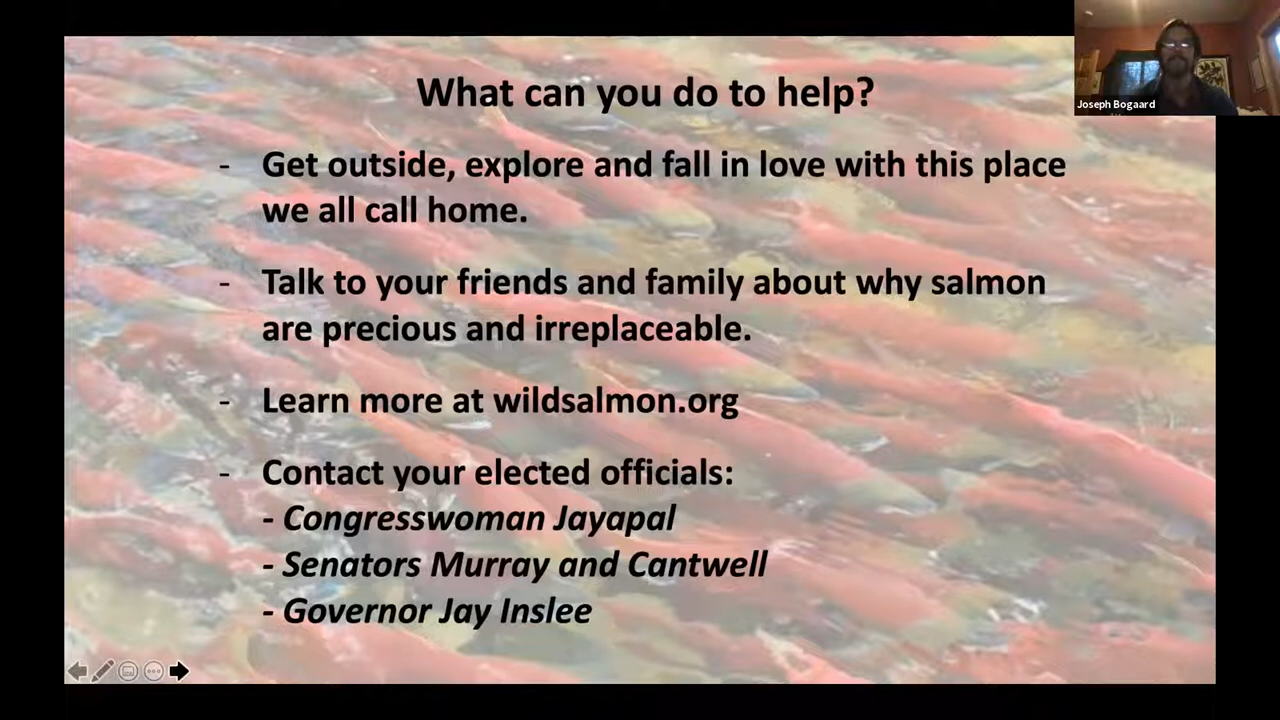 What can you do to help?
- Get outside, explore and fall in love with this place
we all call home.
- Talk to your friends and family about why salmon
are precious and irreplaceable.
- Learn more at wildsalmon.org
- Contact your elected officials:
- Congresswoman Jayapal
- Senators Murray and Cantwell
- Governor Jay Inslee
Joseph Bogaard